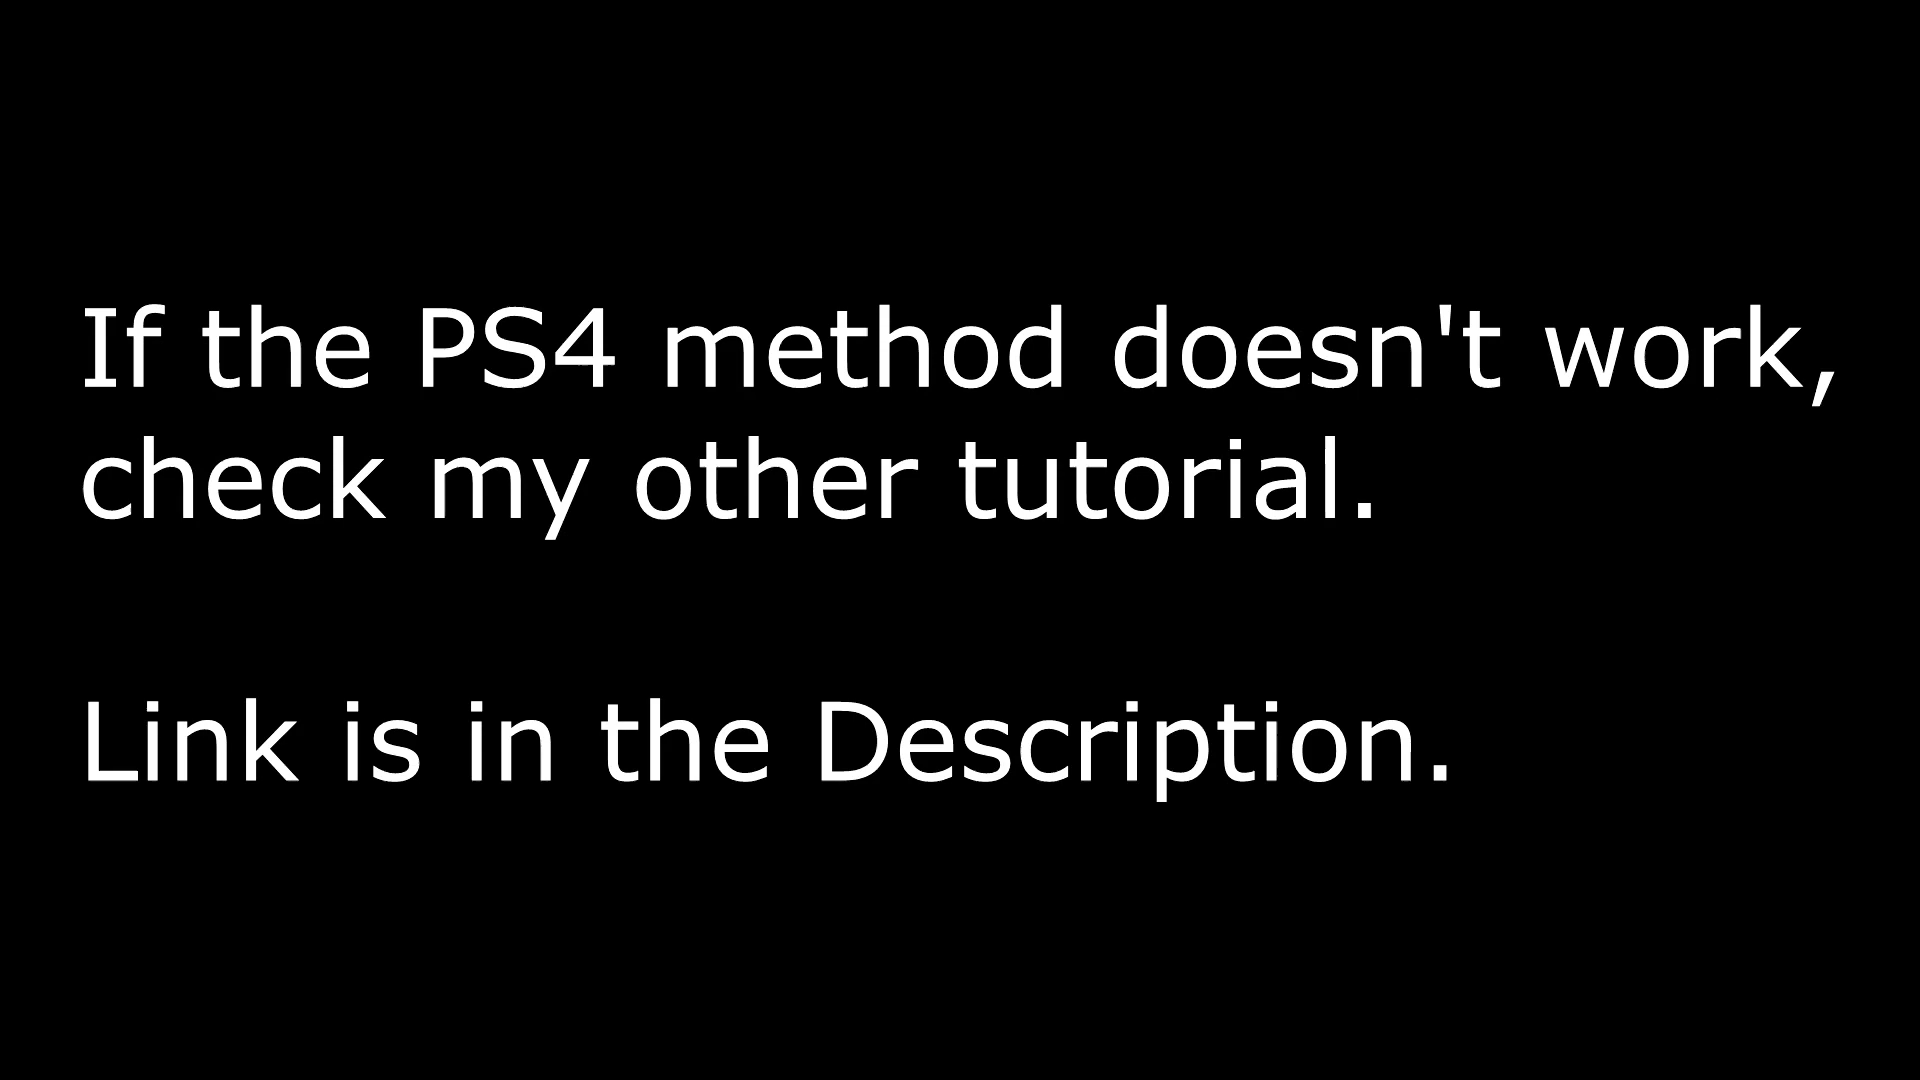 If the PS4 method doesn't work,
check my other tutorial.
Link is in the Description.